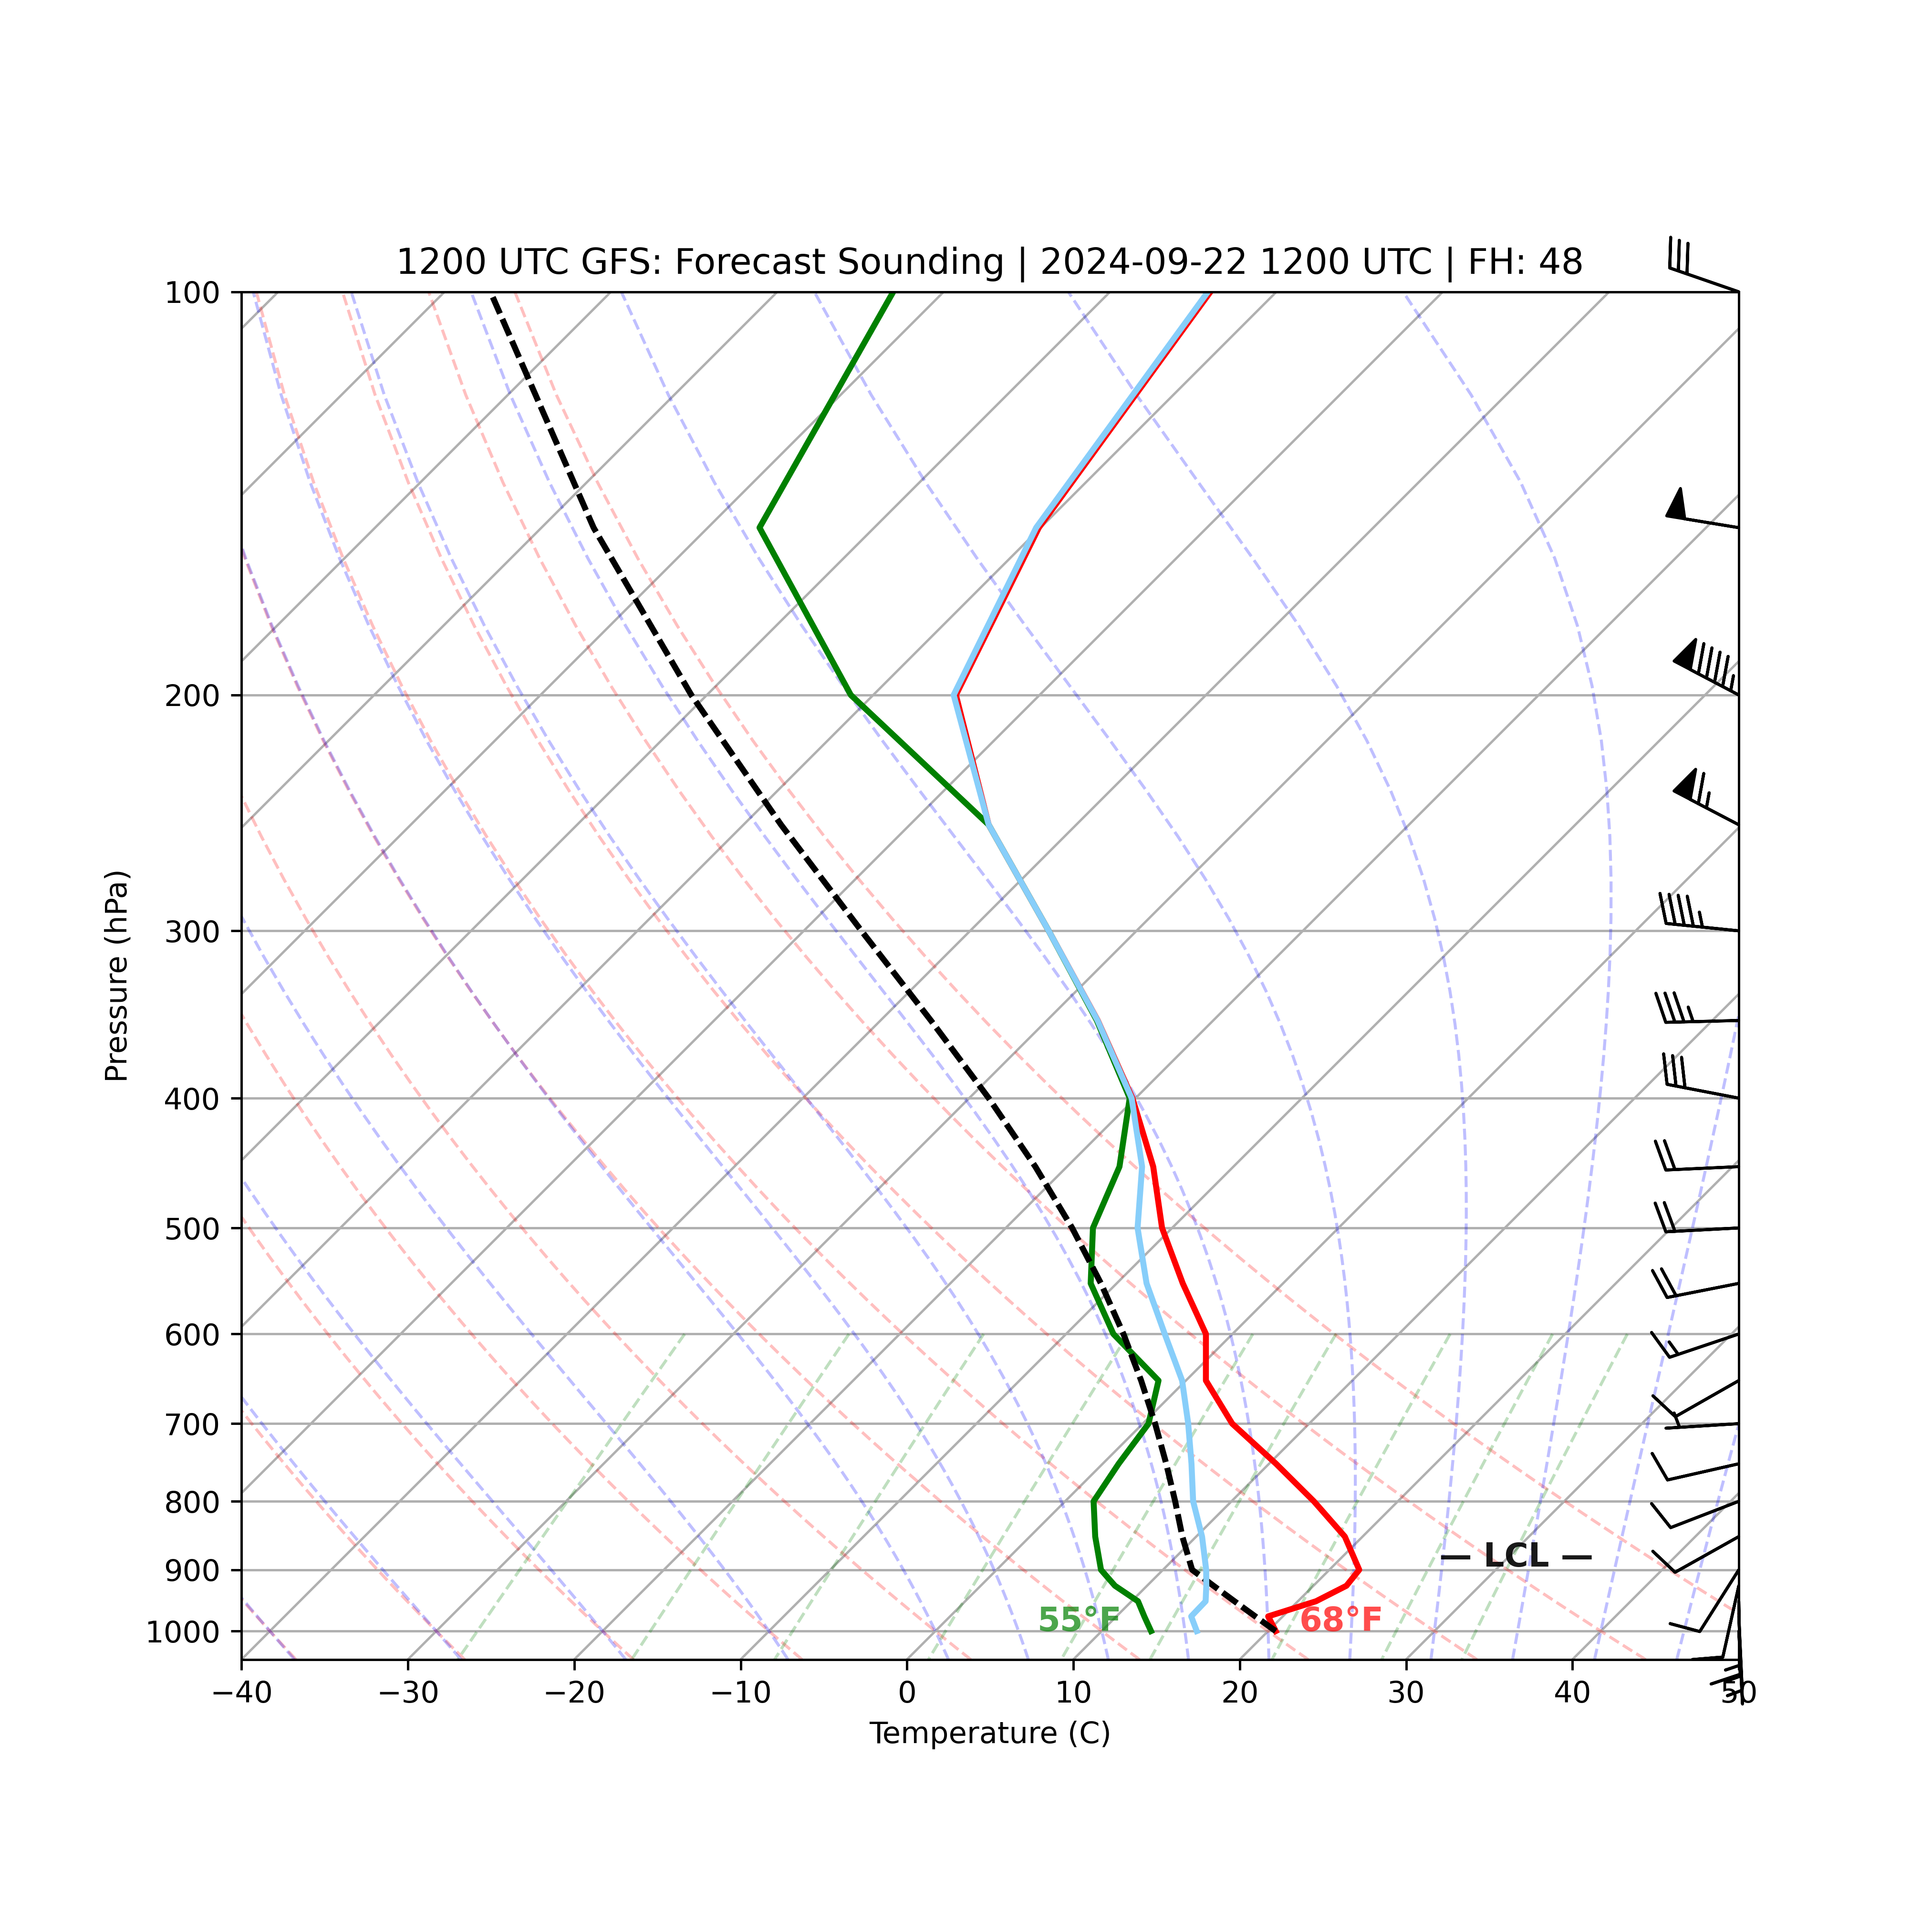 1200 UTC GFS: Forecast Sounding | 2024-09-22 1200 UTC | FH: 48
100
200
300
400
500
600
700
800
900
1000
Pressure (hPa)
— LCL —
55°F
68°F
−40 −30 −20 −10 0 10 20 30 40 50
Temperature (C)